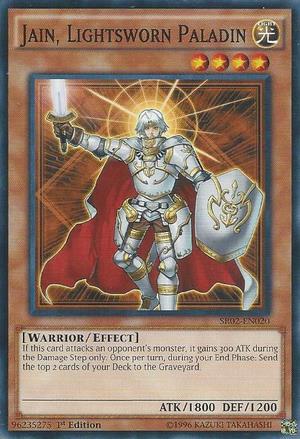 JAIN, LIGHTSWORN PALADIN
LIGHT
光
SR02-EN020
[WARRIOR/EFFECT]
If this card attacks an opponent's monster, it gains 300 ATK during
the Damage Step only. Once per turn, during your End Phase: Send
the top 2 cards of your Deck to the Graveyard.
ATK/1800 DEF/1200
96235275 1st Edition ©1996 KAZUKI TAKAHASHI